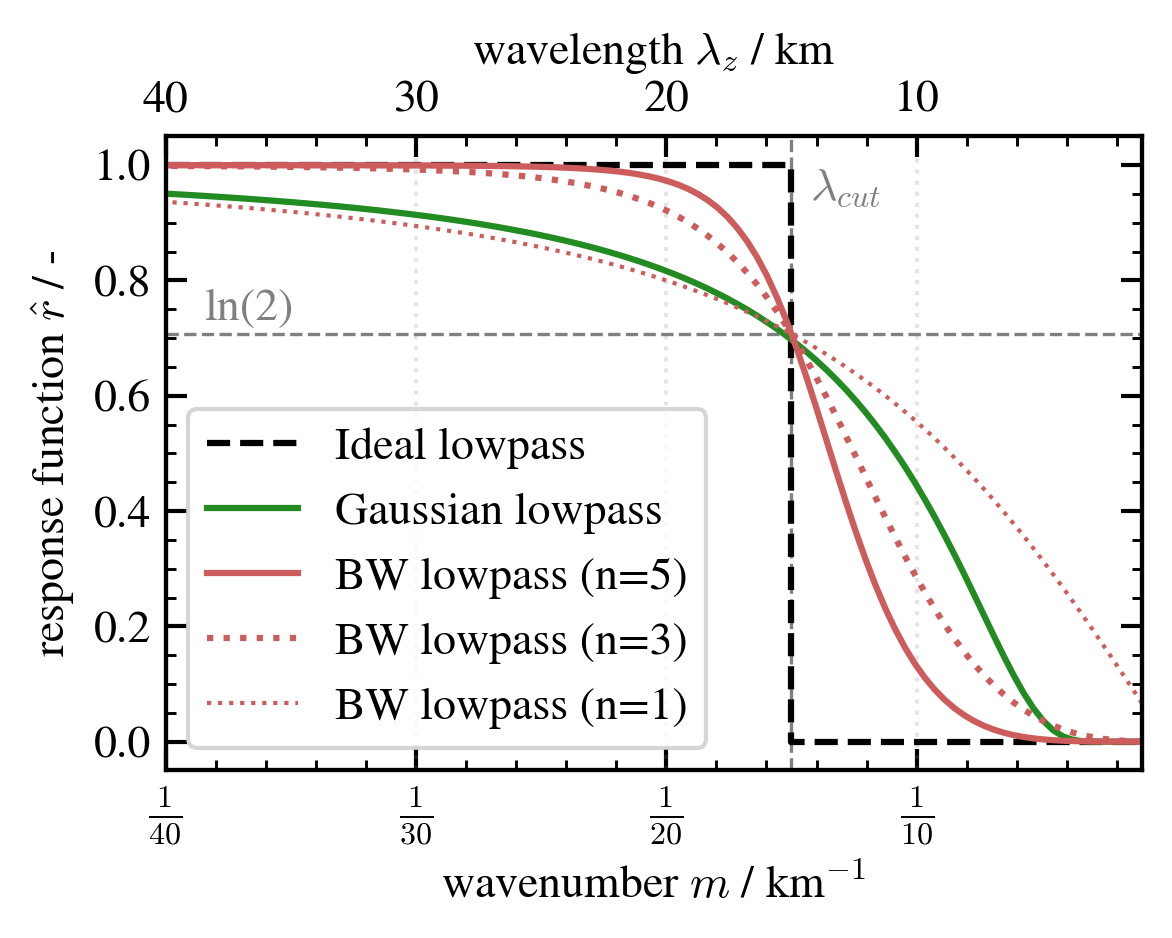 wavelength λz / km
40 30 20 10
1.0
0.8
0.6
0.4
0.2
0.0
response function r̂ / -
λcut
ln(2)
Ideal lowpass
Gaussian lowpass
BW lowpass (n=5)
BW lowpass (n=3)
BW lowpass (n=1)
1/40 1/30 1/20 1/10
wavenumber m / km⁻¹